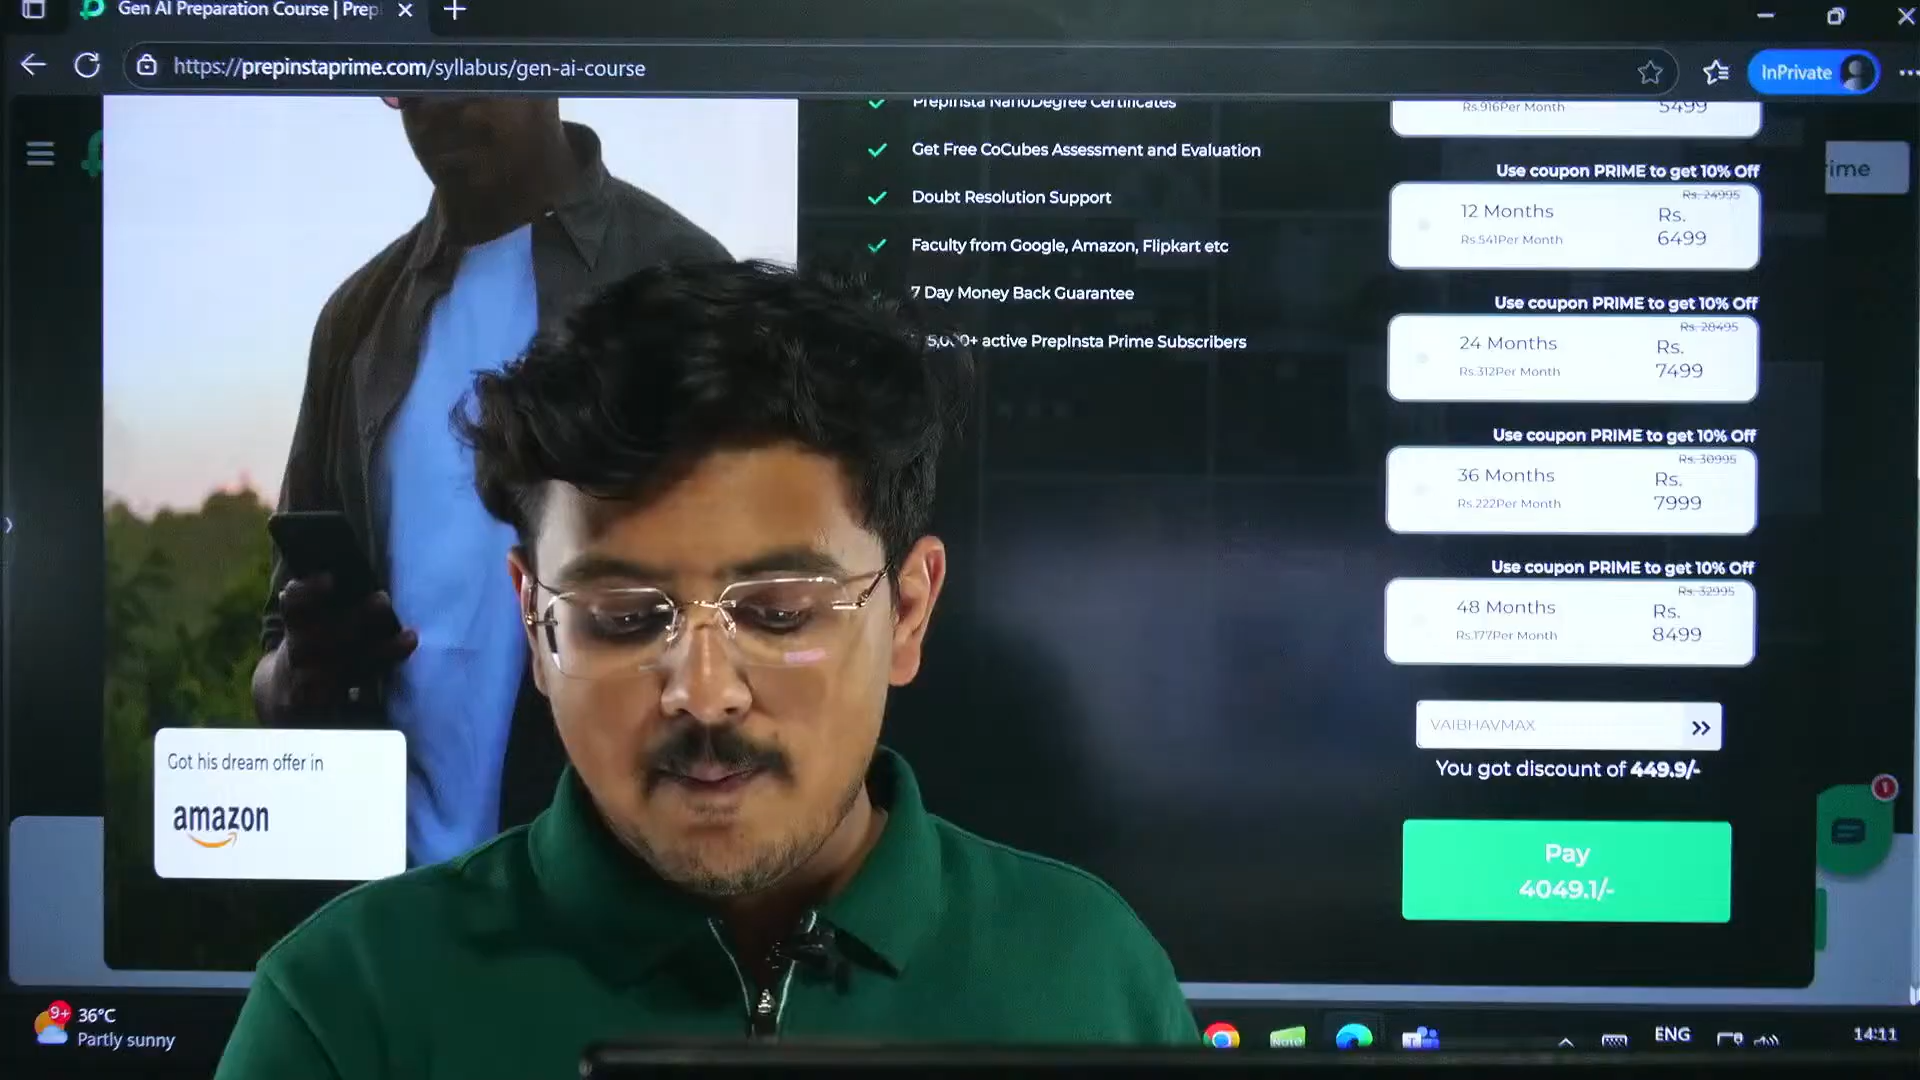 Gen AI Preparation Course | Prep
https://prepinstaprime.com/syllabus/gen-ai-course
InPrivate
PrepInsta NanoDegree Certificates
Get Free CoCubes Assessment and Evaluation
Doubt Resolution Support
Faculty from Google, Amazon, Flipkart etc
7 Day Money Back Guarantee
active PrepInsta Prime Subscribers
Rs.916Per Month
5499
Use coupon PRIME to get 10% Off
Rs. 24995
12 Months
Rs.
6499
Rs.541Per Month
Use coupon PRIME to get 10% Off
Rs. 28495
24 Months
Rs.
7499
Rs.312Per Month
Use coupon PRIME to get 10% Off
Rs. 30995
36 Months
Rs.
7999
Rs.222Per Month
Use coupon PRIME to get 10% Off
Rs. 32995
48 Months
Rs.
8499
Rs.177Per Month
VAIBHAVMAX
You got discount of 449.9/-
Pay
4049.1/-
ime
1
Got his dream offer in
amazon
9+
36°C
Partly sunny
Note
ENG
14:11